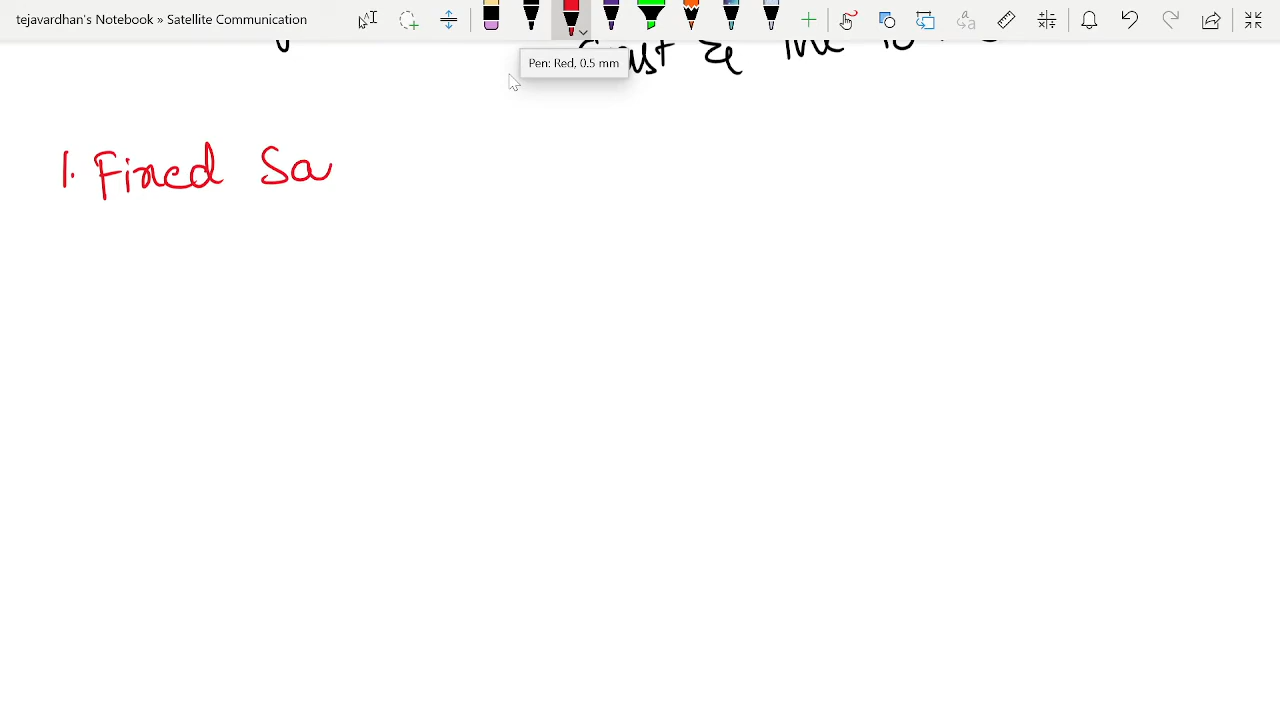 tejavardhan's Notebook » Satellite Communication
Pen: Red, 0.5 mm
1. Fixed Sa